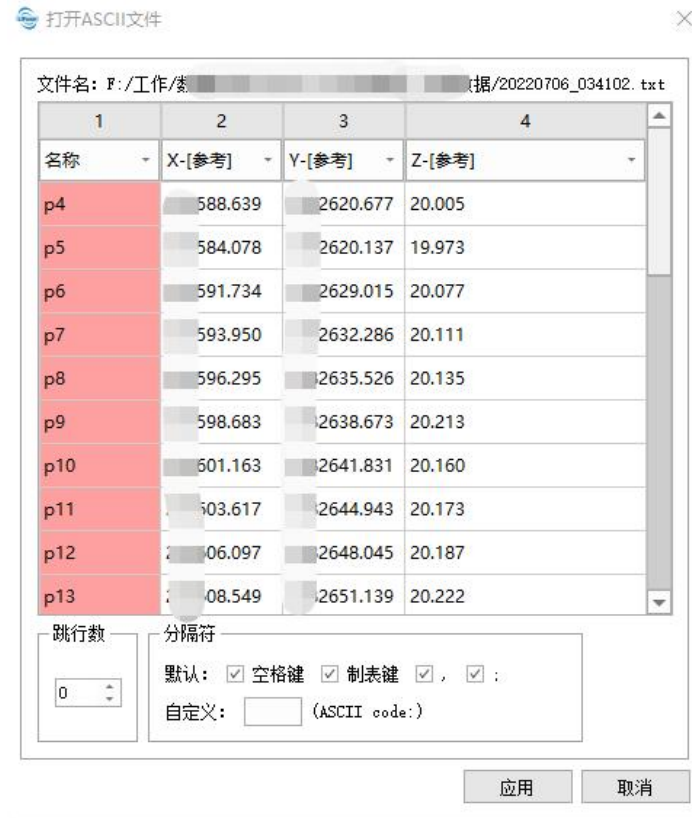 打开ASCII文件
文件名: F:/工作/ 据/20220706_034102.txt
1 2 3 4
名称 X-[参考] Y-[参考] Z-[参考]
p4 588.639 2620.677 20.005
p5 584.078 2620.137 19.973
p6 591.734 2629.015 20.077
p7 593.950 2632.286 20.111
p8 596.295 2635.526 20.135
p9 598.683 2638.673 20.213
p10 601.163 2641.831 20.160
p11 603.617 2644.943 20.173
p12 606.097 2648.045 20.187
p13 08.549 2651.139 20.222
跳行数 分隔符
默认: 空格键 制表键 , ;
0
自定义: (ASCII code:)
应用 取消